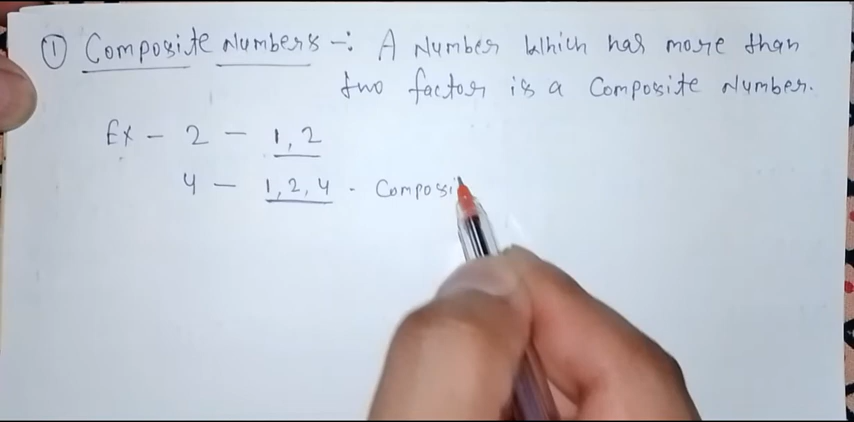 ① Composite Numbers -: A Number Which has more than
two factor is a Composite Number.
Ex - 2 - 1, 2
4 - 1, 2, 4 - Composi